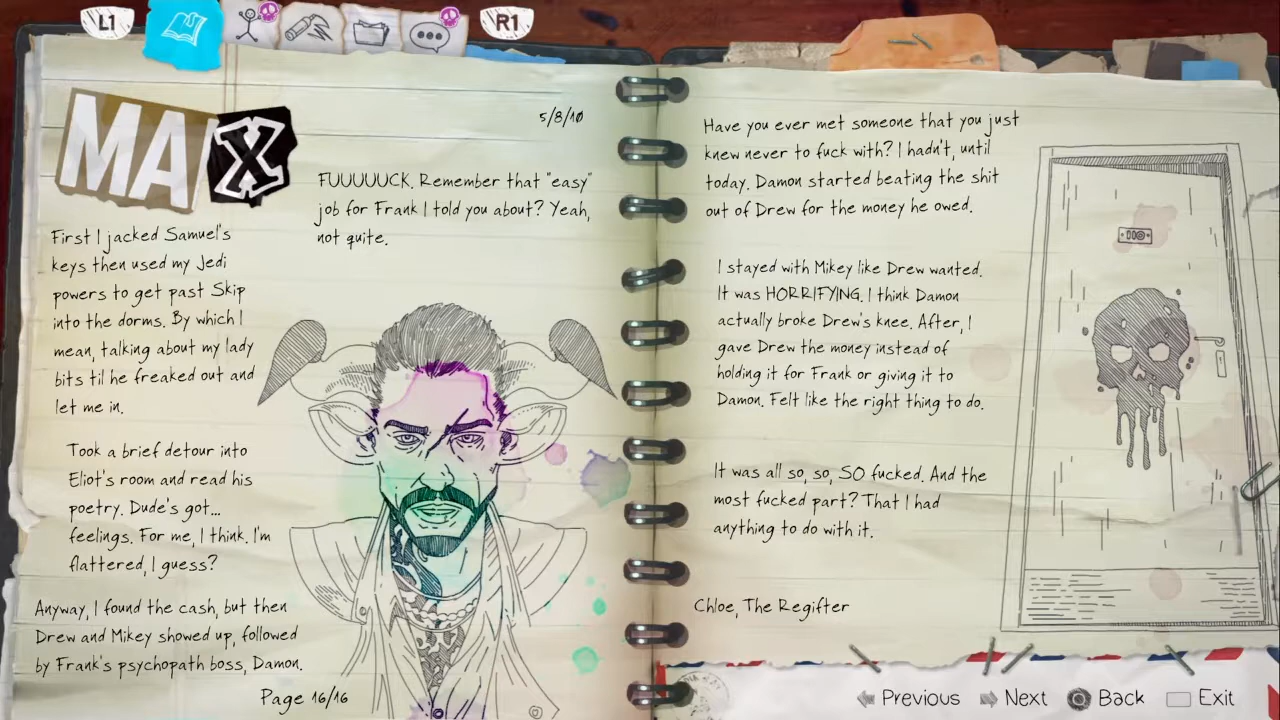 L1
R1
MAX
5/8/10
FUUUUUCK. Remember that "easy"
job for Frank I told you about? Yeah,
not quite.
First I jacked Samuel's
keys then used my Jedi
powers to get past Skip
into the dorms. By which I
mean, talking about my lady
bits til he freaked out and
let me in.
Took a brief detour into
Eliot's room and read his
poetry. Dude's got...
feelings. For me, I think. I'm
flattered, I guess?
Anyway, I found the cash, but then
Drew and Mikey showed up, followed
by Frank's psychopath boss, Damon.
Page 16/16
Have you ever met someone that you just
knew never to fuck with? I hadn't, until
today. Damon started beating the shit
out of Drew for the money he owed.
I stayed with Mikey like Drew wanted.
It was HORRIFYING. I think Damon
actually broke Drew's knee. After, I
gave Drew the money instead of
holding it for Frank or giving it to
Damon. Felt like the right thing to do.
It was all so, so, SO fucked. And the
most fucked part? That I had
anything to do with it.
Chloe, The Regifter
Previous
Next
Back
Exit